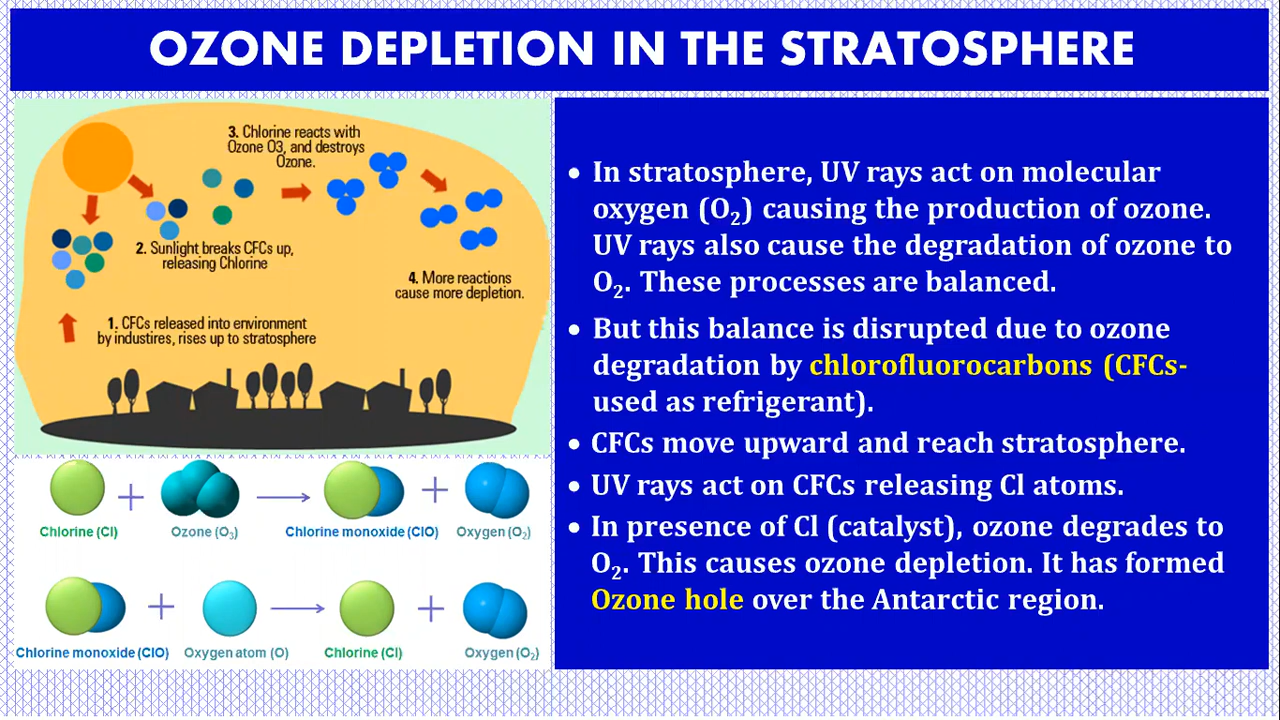 OZONE DEPLETION IN THE STRATOSPHERE
3. Chlorine reacts with
Ozone O3, and destroys
Ozone.
2. Sunlight breaks CFCs up,
releasing Chlorine
4. More reactions
cause more depletion.
1. CFCs released into environment
by industires, rises up to stratosphere
Chlorine (Cl)
Ozone (O₃)
Chlorine monoxide (ClO)
Oxygen (O₂)
Chlorine monoxide (ClO)
Oxygen atom (O)
Chlorine (Cl)
Oxygen (O₂)
• In stratosphere, UV rays act on molecular
oxygen (O₂) causing the production of ozone.
UV rays also cause the degradation of ozone to
O₂. These processes are balanced.
• But this balance is disrupted due to ozone
degradation by chlorofluorocarbons (CFCs-
used as refrigerant).
• CFCs move upward and reach stratosphere.
• UV rays act on CFCs releasing Cl atoms.
• In presence of Cl (catalyst), ozone degrades to
O₂. This causes ozone depletion. It has formed
Ozone hole over the Antarctic region.